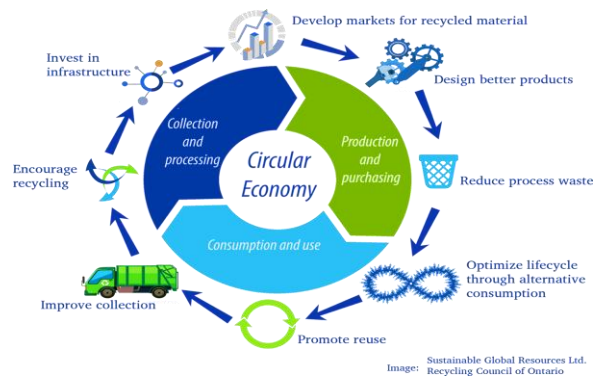 Develop markets for recycled material
Invest in
infrastructure
Design better products
Collection
and
processing
Production
and
purchasing
Circular
Economy
Encourage
recycling
Reduce process waste
Consumption and use
Optimize lifecycle
through alternative
consumption
Improve collection
Promote reuse
Image: Sustainable Global Resources Ltd.
Recycling Council of Ontario